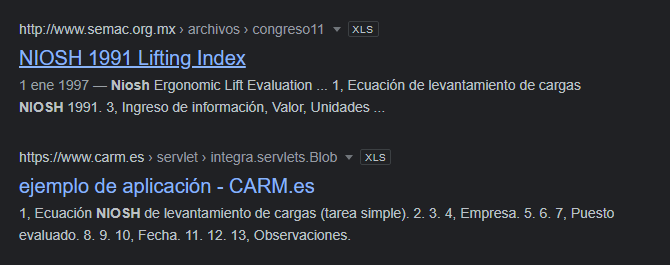 http://www.semac.org.mx › archivos › congreso11 XLS
NIOSH 1991 Lifting Index
1 ene 1997 — Niosh Ergonomic Lift Evaluation ... 1, Ecuación de levantamiento de cargas
NIOSH 1991. 3, Ingreso de información, Valor, Unidades ...
https://www.carm.es › servlet › integra.servlets.Blob XLS
ejemplo de aplicación - CARM.es
1, Ecuación NIOSH de levantamiento de cargas (tarea simple). 2. 3. 4, Empresa. 5. 6. 7, Puesto
evaluado. 8. 9. 10, Fecha. 11. 12. 13, Observaciones.